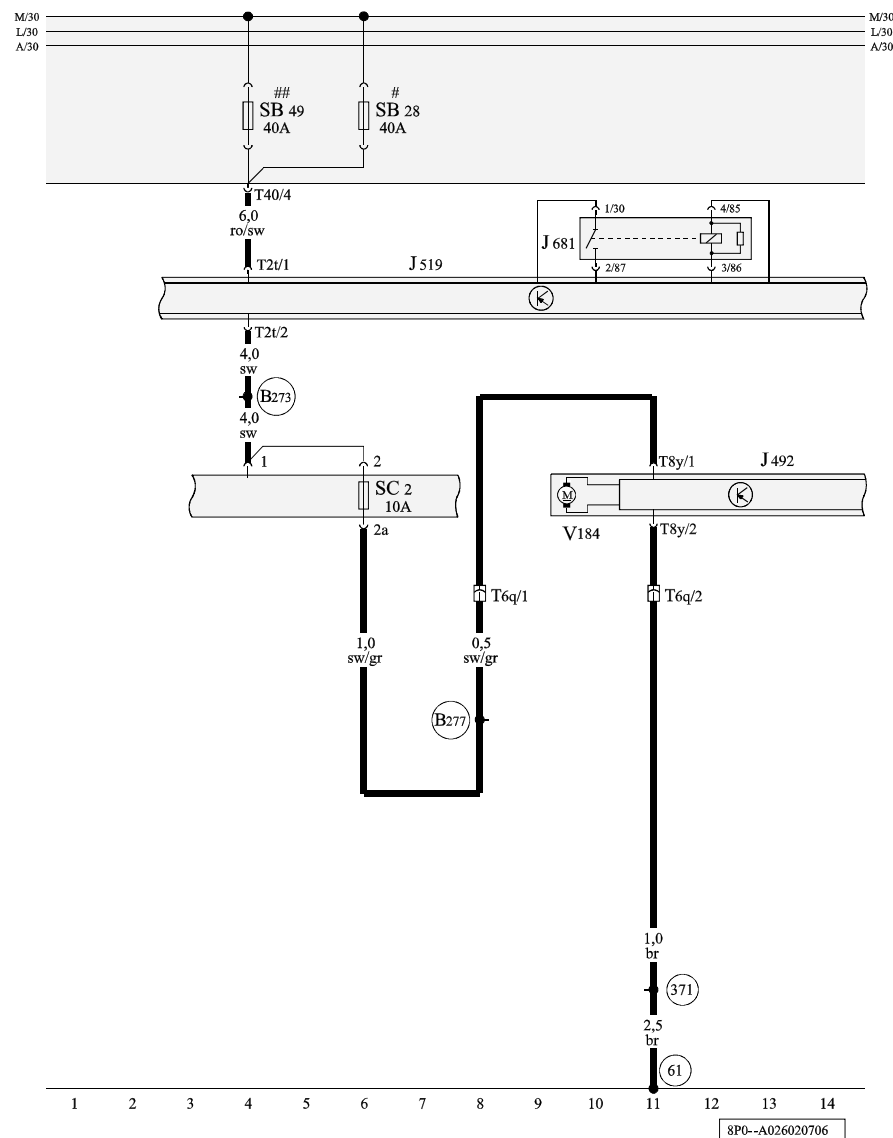 M/30 M/30
L/30 L/30
A/30 A/30
## #
SB 49 SB 28
40A 40A
T40/4
6,0
ro/sw
1/30 4/85
J 681
2/87 3/86
T2t/1 J 519
T2t/2
4,0
sw
B273
4,0
sw
1 2
SC 2
10A
2a
T8y/1 J 492
M
V184 T8y/2
T6q/1 T6q/2
1,0
sw/gr
0,5
sw/gr
B277
1,0
br
371
2,5
br
61
1 2 3 4 5 6 7 8 9 10 11 12 13 14
8P0--A026020706